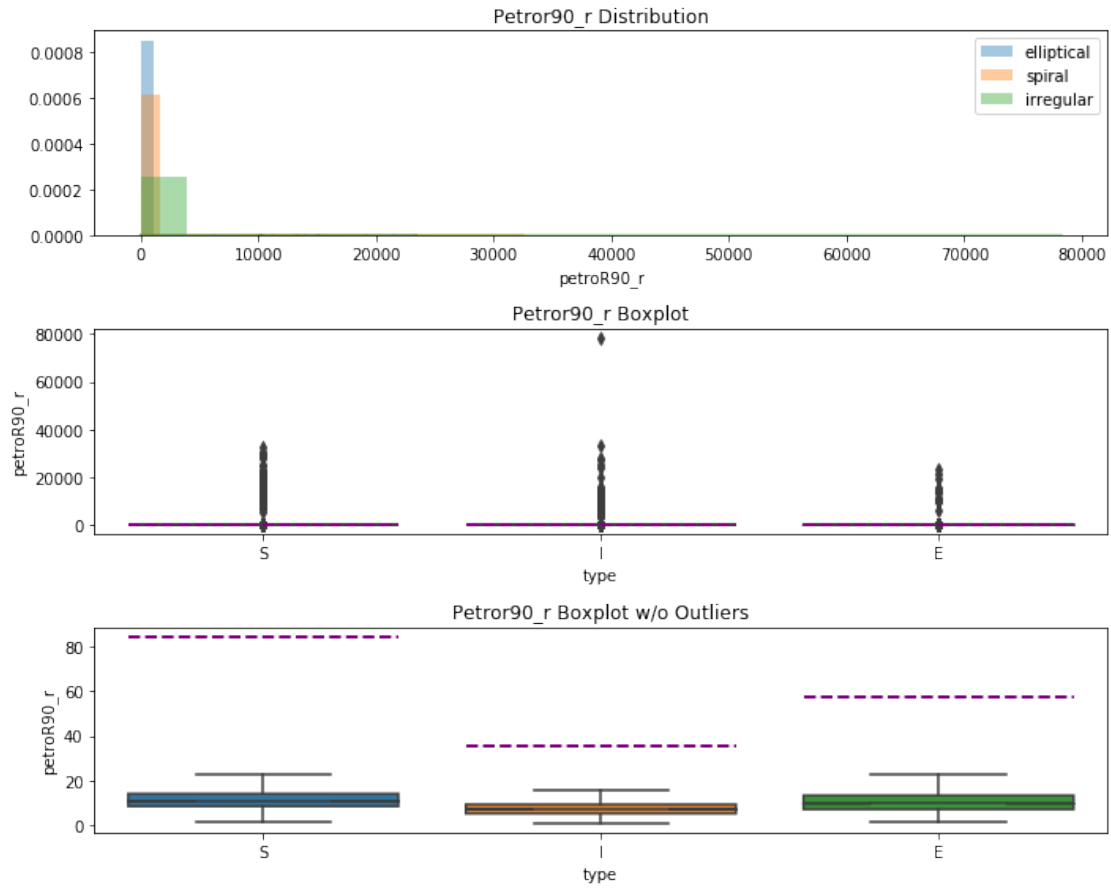 Petror90_r Distribution
0.0008
0.0006
0.0004
0.0002
0.0000
elliptical
spiral
irregular
0 10000 20000 30000 40000 50000 60000 70000 80000
petroR90_r
Petror90_r Boxplot
80000
60000
40000
20000
0
petroR90_r
S I E
type
Petror90_r Boxplot w/o Outliers
80
60
40
20
0
petroR90_r
S I E
type